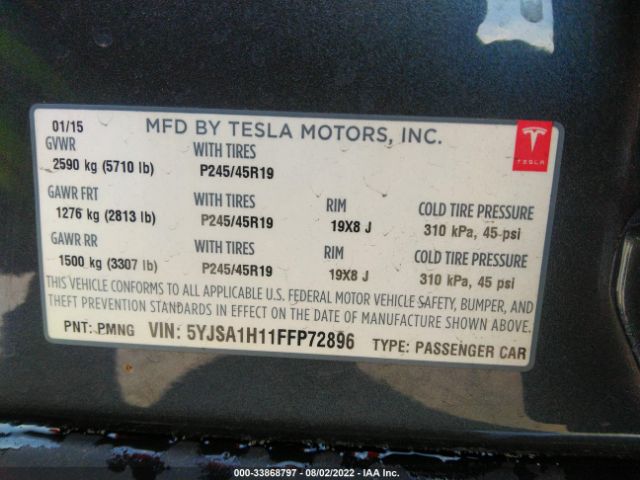 01/15 MFD BY TESLA MOTORS, INC.
TESLA
GVWR WITH TIRES
2590 kg (5710 lb) P245/45R19
GAWR FRT WITH TIRES RIM COLD TIRE PRESSURE
1276 kg (2813 lb) P245/45R19 19X8 J 310 kPa, 45-psi
GAWR RR WITH TIRES RIM COLD TIRE PRESSURE
1500 kg (3307 lb) P245/45R19 19X8 J 310 kPa, 45 psi
THIS VEHICLE CONFORMS TO ALL APPLICABLE U.S. FEDERAL MOTOR VEHICLE SAFETY, BUMPER, AND
THEFT PREVENTION STANDARDS IN EFFECT ON THE DATE OF MANUFACTURE SHOWN ABOVE.
PNT: PMNG VIN: 5YJSA1H11FFP72896 TYPE: PASSENGER CAR
© 00-33868797 - 08/02/2022 - IAA Inc.